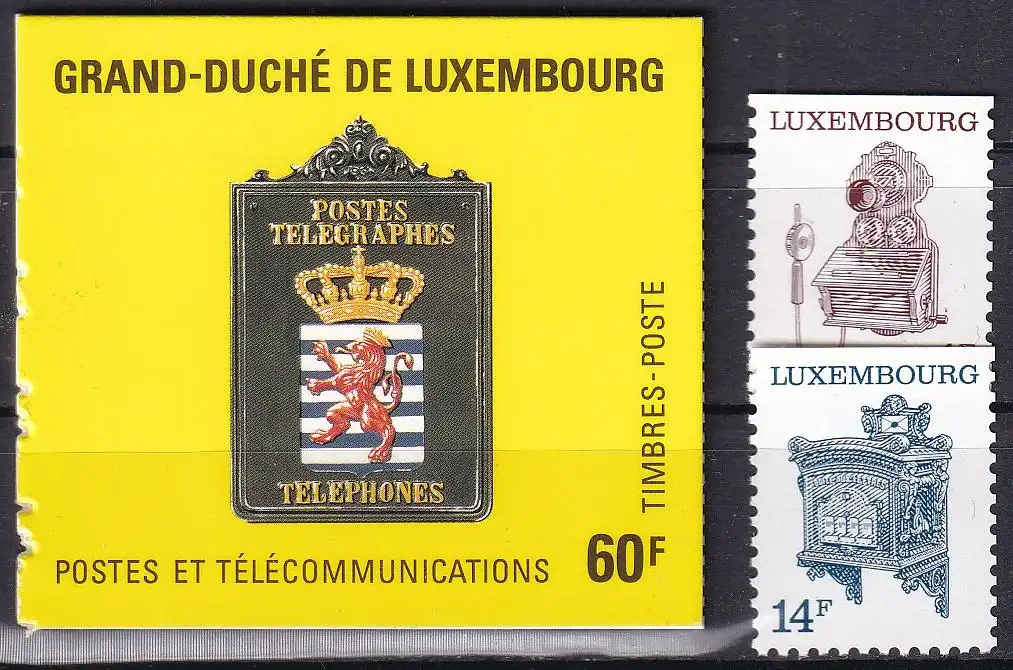 GRAND-DUCHÉ DE LUXEMBOURG
POSTES
TELEGRAPHES
TELEPHONES
TIMBRES-POSTE
POSTES ET TÉLÉCOMMUNICATIONS
60F
LUXEMBOURG
LUXEMBOURG
14F